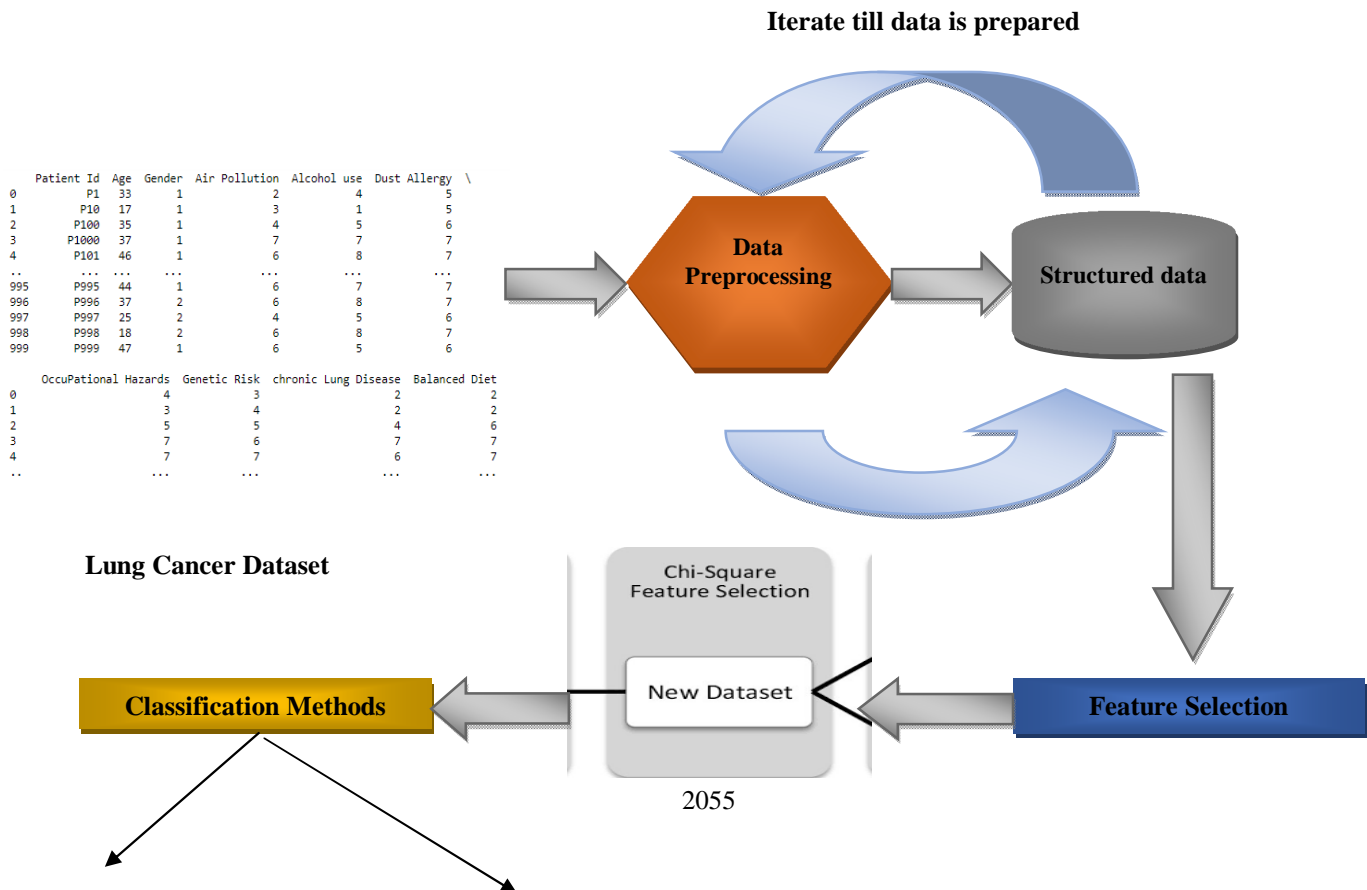 Iterate till data is prepared
Patient Id Age Gender Air Pollution Alcohol use Dust Allergy \
0 P1 33 1 2 4 5
1 P10 17 1 3 1 5
2 P100 35 1 4 5 6
3 P1000 37 1 7 7 7
4 P101 46 1 6 8 7
.. ... ... ... ... ... ...
995 P995 44 1 6 7 7
996 P996 37 2 6 8 7
997 P997 25 2 4 5 6
998 P998 18 2 6 8 7
999 P999 47 1 6 5 6
OccuPational Hazards Genetic Risk chronic Lung Disease Balanced Diet
0 4 3 2 2
1 3 4 2 2
2 5 5 4 6
3 7 6 7 7
4 7 7 6 7
.. ... ... ... ...
Data
Preprocessing
Structured data
Lung Cancer Dataset
Chi-Square
Feature Selection
New Dataset
Classification Methods
Feature Selection
2055